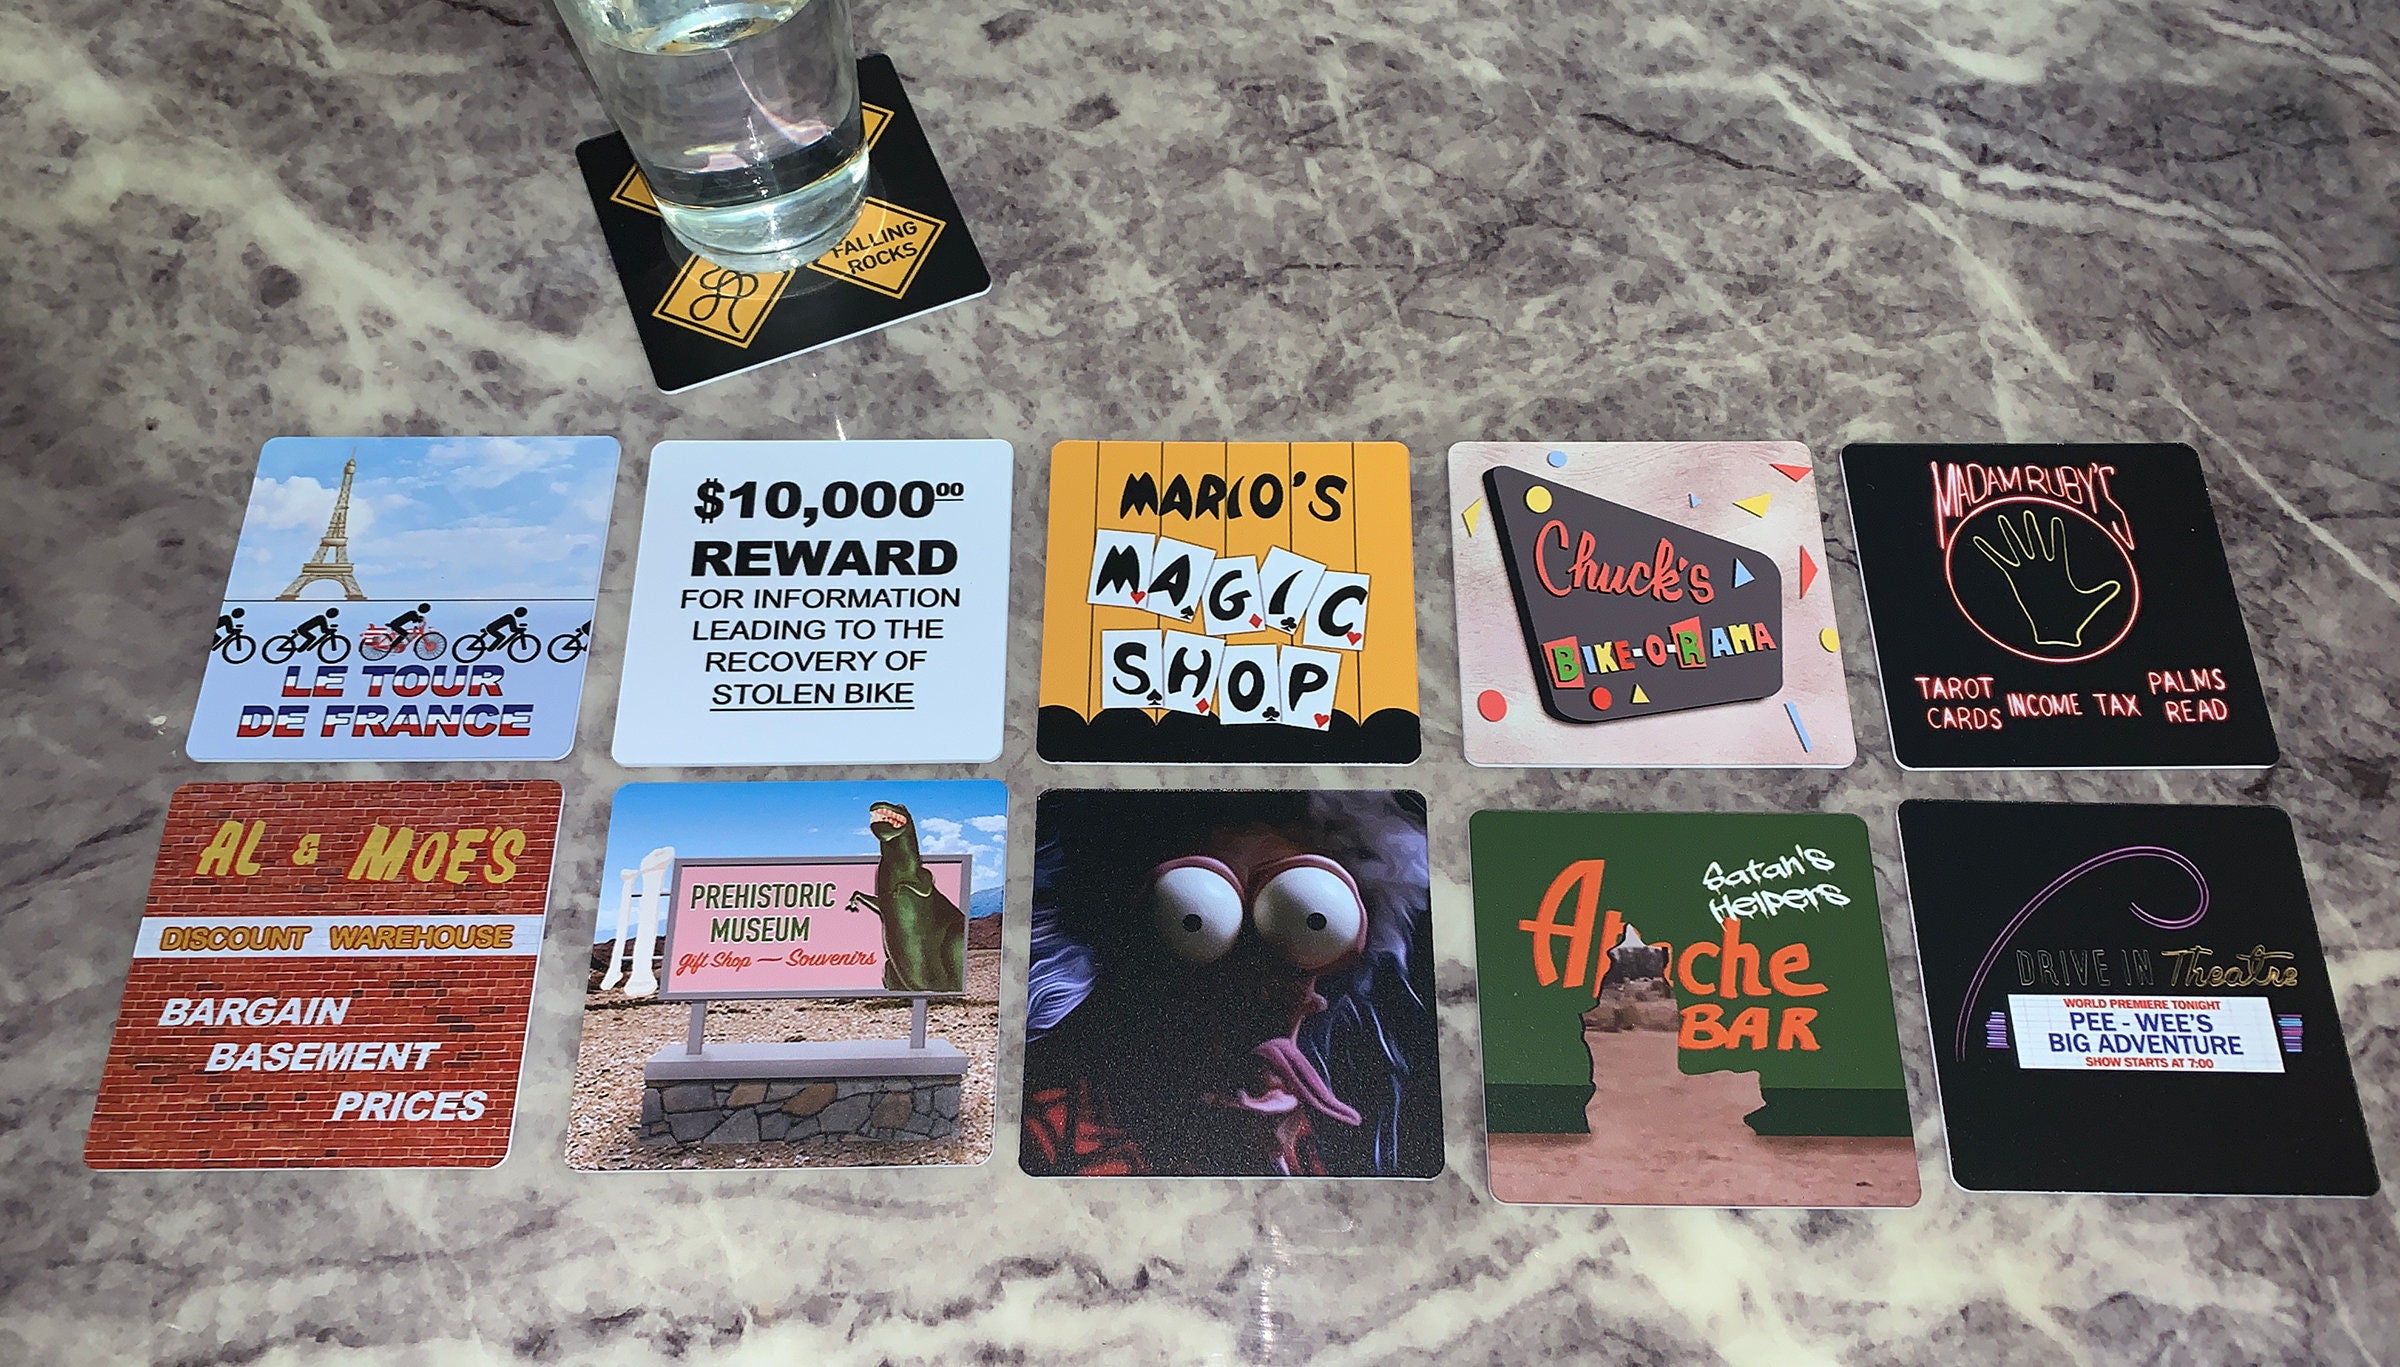 FALLING
ROCKS
LE TOUR
DE FRANCE
$10,000.00
REWARD
FOR INFORMATION
LEADING TO THE
RECOVERY OF
STOLEN BIKE
MARIO'S
MAGIC
SHOP
Chuck's
BIKE-O-RAMA
MADAM RUBY'S
TAROT
CARDS
INCOME TAX
PALMS
READ
AL & MOE'S
DISCOUNT WAREHOUSE
BARGAIN
BASEMENT
PRICES
PREHISTORIC
MUSEUM
Gift Shop — Souvenirs
Satan's
Helpers
Apache
BAR
DRIVE IN Theatre
WORLD PREMIERE TONIGHT
PEE-WEE'S
BIG ADVENTURE
SHOW STARTS AT 7:00